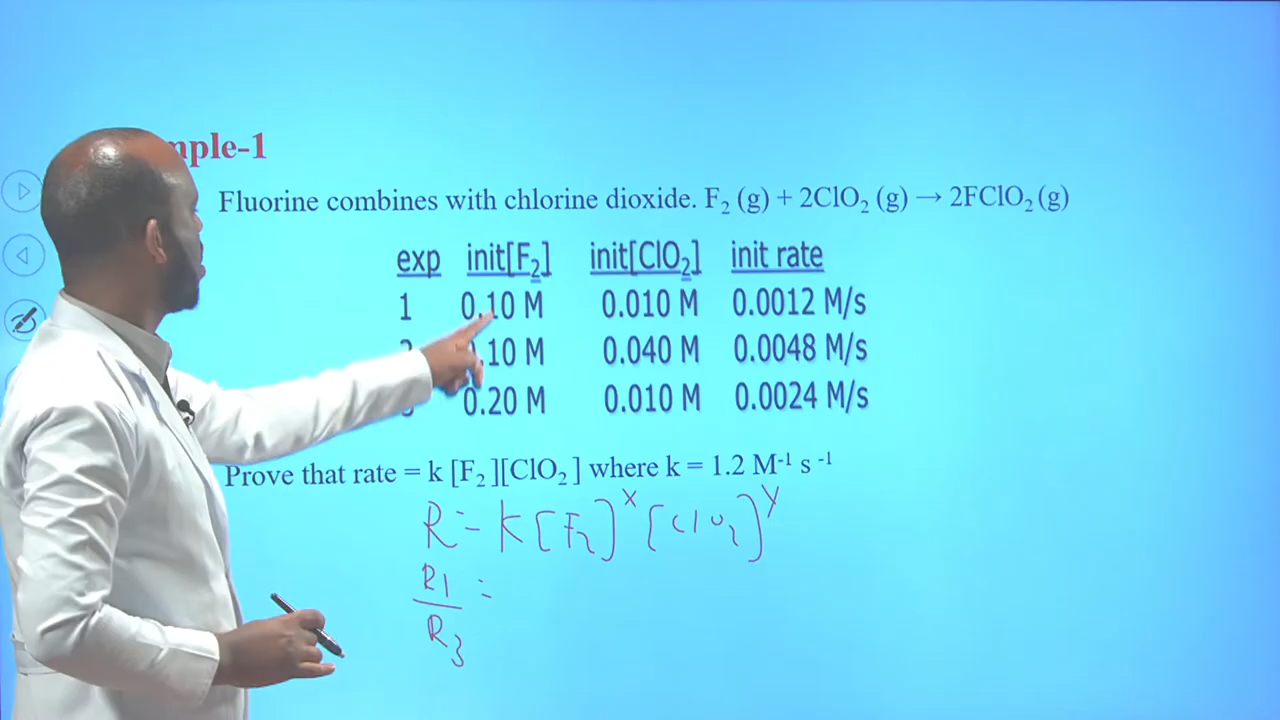 mple-1
Fluorine combines with chlorine dioxide. F₂ (g) + 2ClO₂ (g) → 2FClO₂ (g)
exp init[F₂] init[ClO₂] init rate
1 0.10 M 0.010 M 0.0012 M/s
.10 M 0.040 M 0.0048 M/s
0.20 M 0.010 M 0.0024 M/s
Prove that rate = k [F₂][ClO₂] where k = 1.2 M⁻¹ s ⁻¹
R = K[F₂]ˣ [ClO₂]ʸ
R1 =
R3